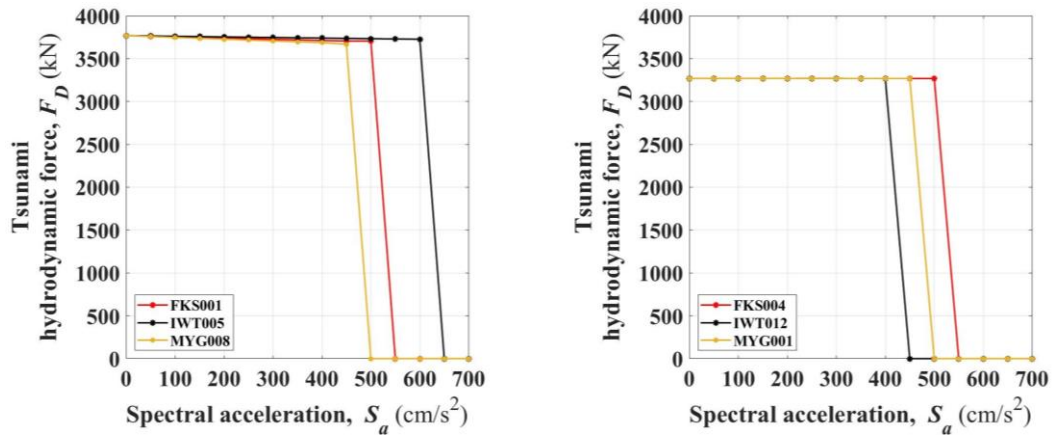 4000
3500
3000
2500
2000
1500
1000
500
0
Tsunami
hydrodynamic force, F_D (kN)
FKS001
IWT005
MYG008
0 100 200 300 400 500 600 700
Spectral acceleration, S_a (cm/s²)
4000
3500
3000
2500
2000
1500
1000
500
0
Tsunami
hydrodynamic force, F_D (kN)
FKS004
IWT012
MYG001
0 100 200 300 400 500 600 700
Spectral acceleration, S_a (cm/s²)